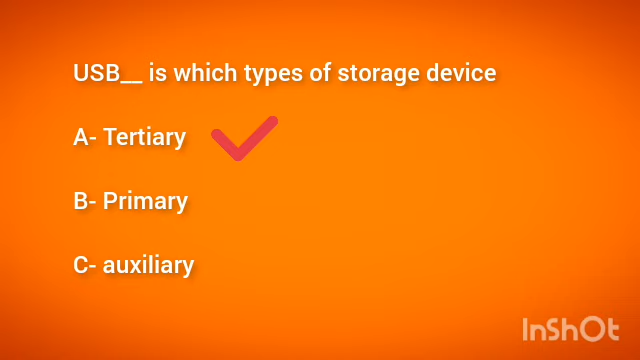 USB__ is which types of storage device
A- Tertiary
B- Primary
C- auxiliary
InShOt